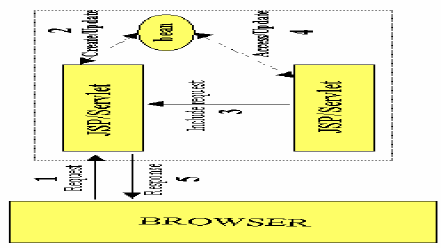 2
Create/Update
bean
Access/Update
4
JSP/Servlet
Include request
3
JSP/Servlet
1
Request
Response
5
BROWSER